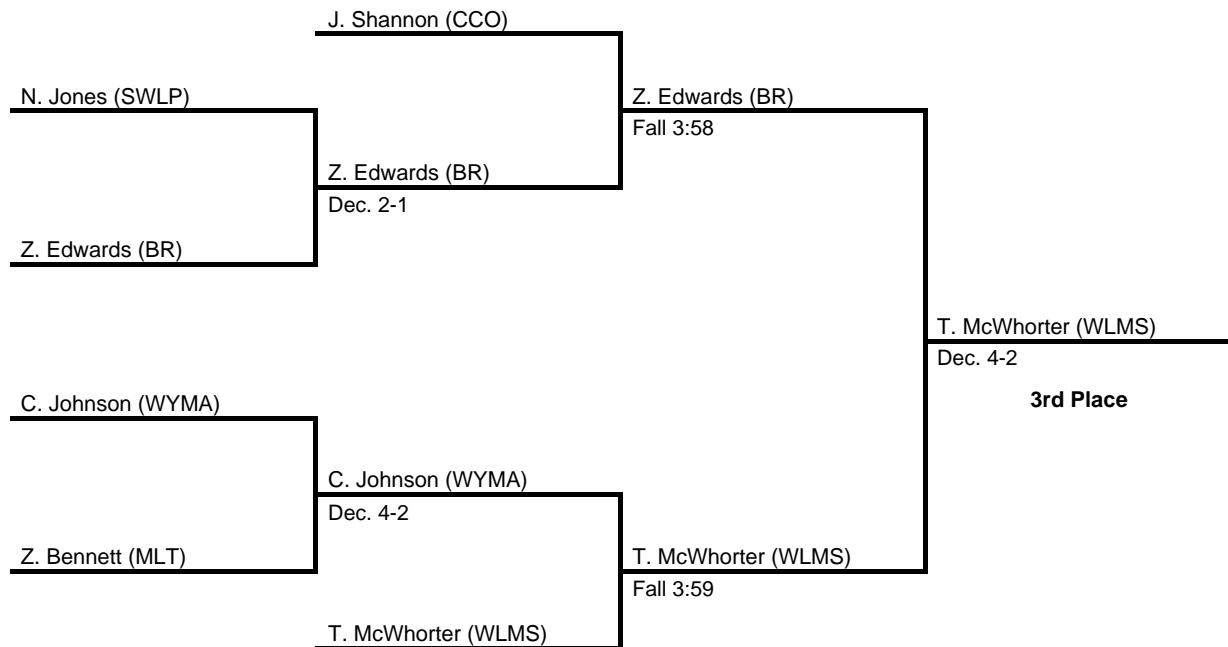 J. Shannon (CCO)
N. Jones (SWLP)
Z. Edwards (BR)
Fall 3:58
Z. Edwards (BR)
Dec. 2-1
Z. Edwards (BR)
T. McWhorter (WLMS)
Dec. 4-2
3rd Place
C. Johnson (WYMA)
C. Johnson (WYMA)
Dec. 4-2
Z. Bennett (MLT)
T. McWhorter (WLMS)
Fall 3:59
T. McWhorter (WLMS)